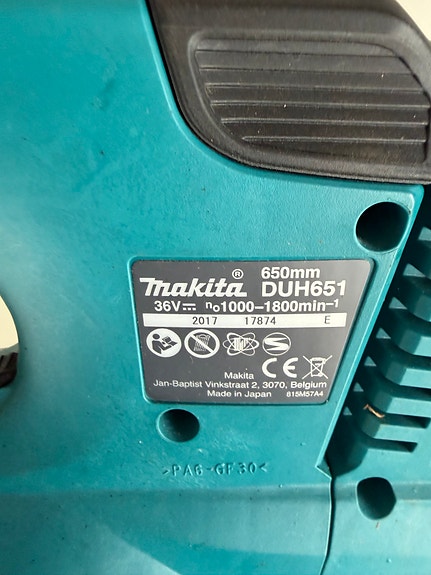 makita ® 650mm
DUH651
36V⎓ n₀1000–1800min⁻¹
2017 17874 E
CE
Makita
Jan-Baptist Vinkstraat 2, 3070, Belgium
Made in Japan 815M57A4
>PA6-GF30<